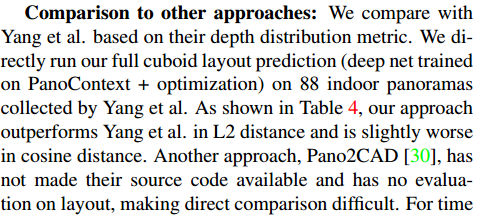 Comparison to other approaches: We compare with
Yang et al. based on their depth distribution metric. We di-
rectly run our full cuboid layout prediction (deep net trained
on PanoContext + optimization) on 88 indoor panoramas
collected by Yang et al. As shown in Table 4, our approach
outperforms Yang et al. in L2 distance and is slightly worse
in cosine distance. Another approach, Pano2CAD [30], has
not made their source code available and has no evalua-
tion on layout, making direct comparison difficult. For time